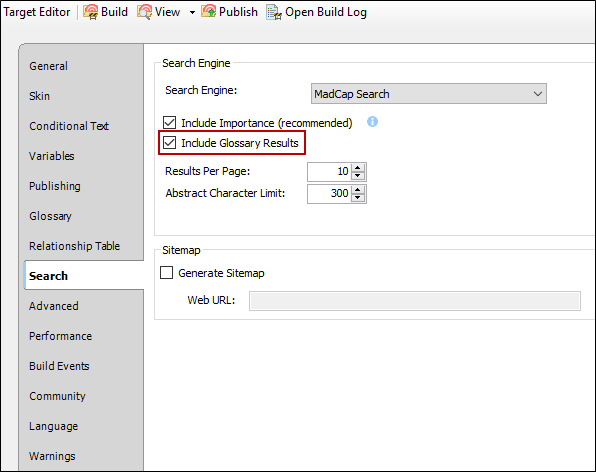 Target Editor Build View Publish Open Build Log
General
Skin
Conditional Text
Variables
Publishing
Glossary
Relationship Table
Search
Advanced
Performance
Build Events
Community
Language
Warnings
Search Engine
Search Engine: MadCap Search
Include Importance (recommended)
Include Glossary Results
Results Per Page: 10
Abstract Character Limit: 300
Sitemap
Generate Sitemap
Web URL: